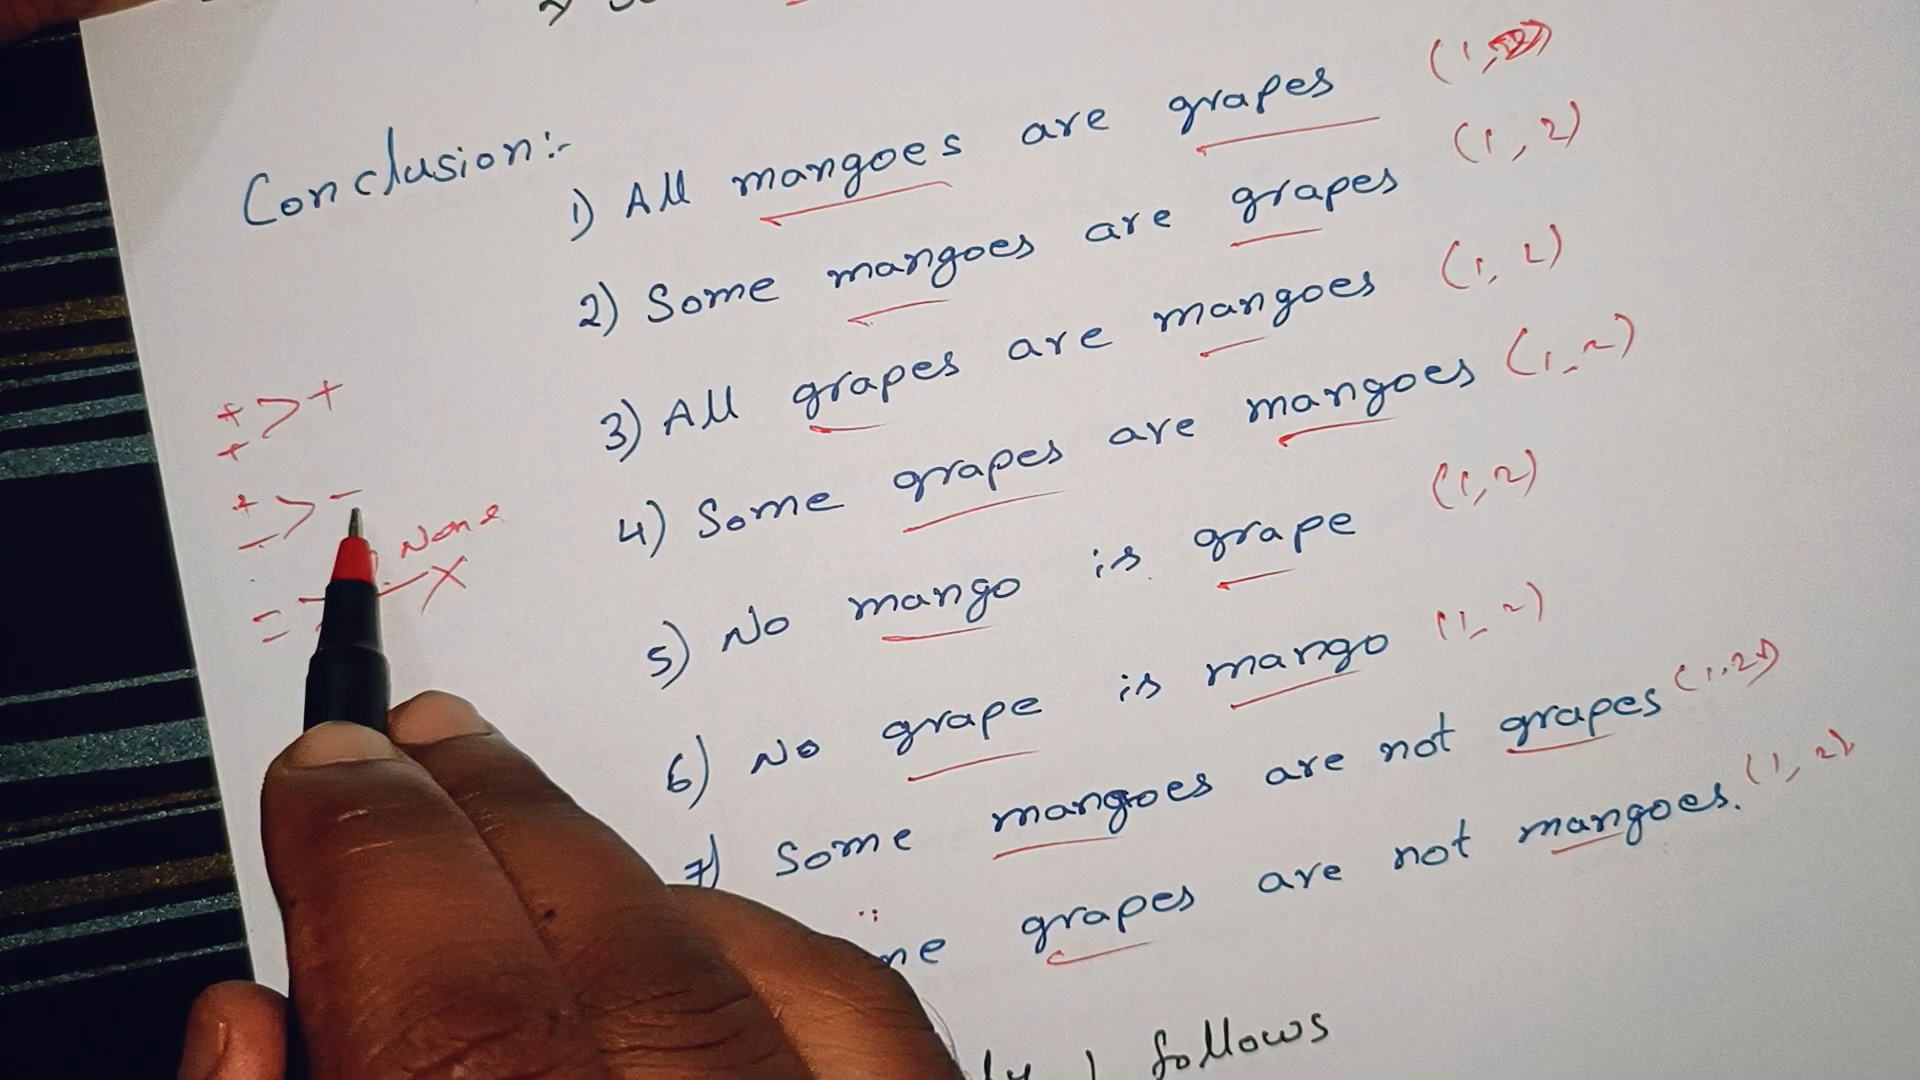 Conclusion:-
1) All mangoes are grapes (1,2)
2) Some mangoes are grapes (1, 2)
3) All grapes are mangoes (1, 2)
4) Some grapes are mangoes (1, 2)
5) No mango is grape (1, 2)
6) No grape is mango (1, 2)
7) Some mangoes are not grapes (1, 2)
grapes are not mangoes. (1, 2)
follows
+ > +
+
+ > -
-
None
= X